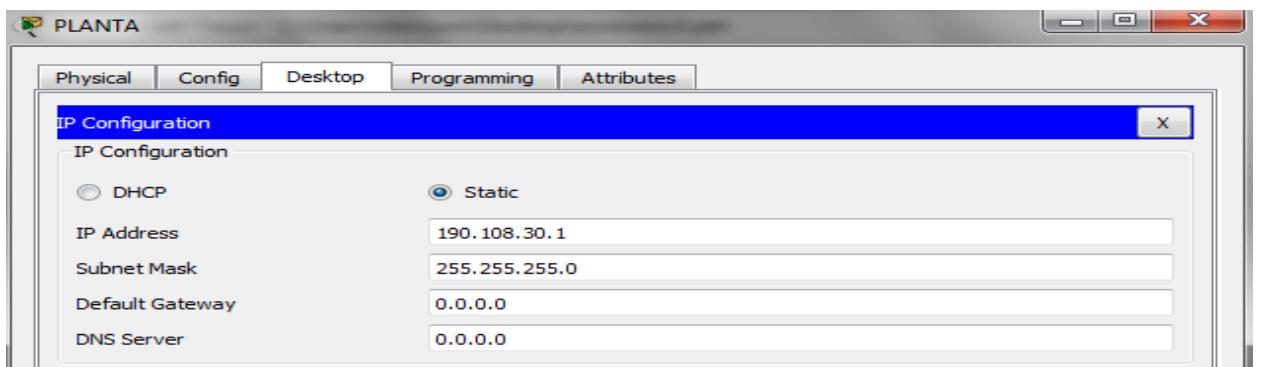 PLANTA
Physical Config Desktop Programming Attributes
IP Configuration X
IP Configuration
DHCP Static
IP Address 190.108.30.1
Subnet Mask 255.255.255.0
Default Gateway 0.0.0.0
DNS Server 0.0.0.0